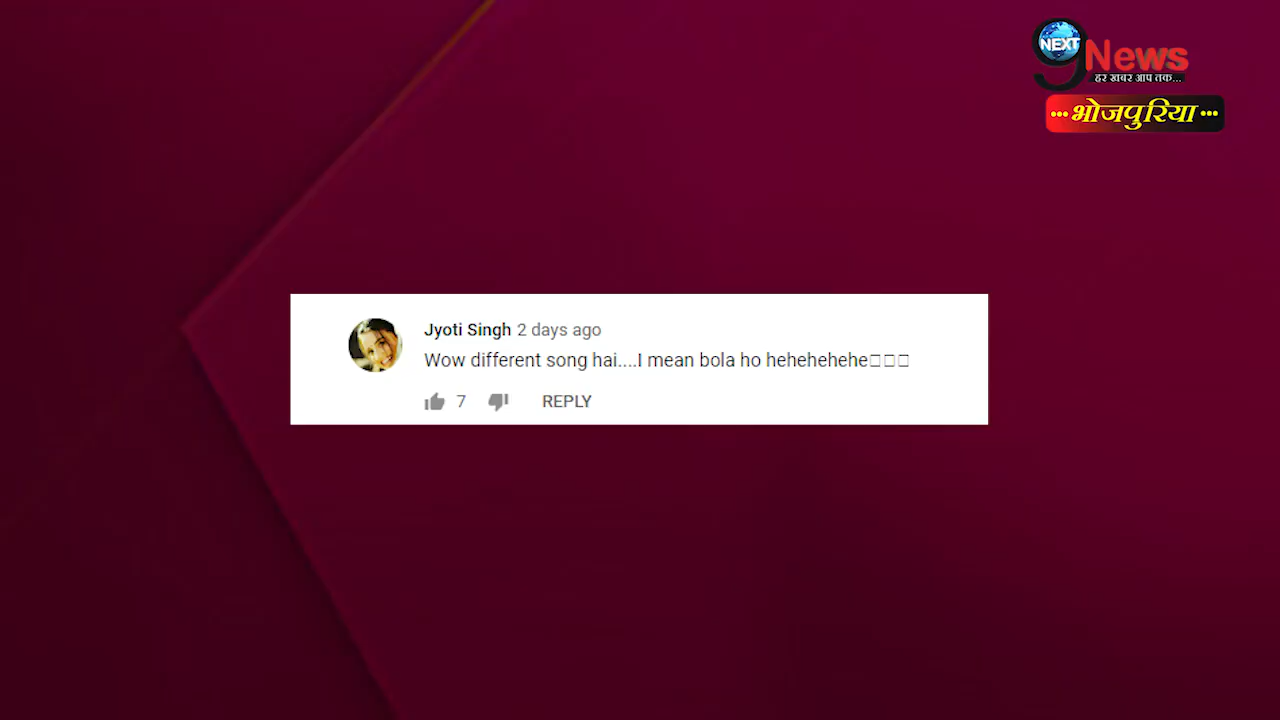 NEXT
9 News
हर खबर आप तक...
...भोजपुरिया...
Jyoti Singh 2 days ago
Wow different song hai....I mean bola ho hehehehehe□□□
7 REPLY